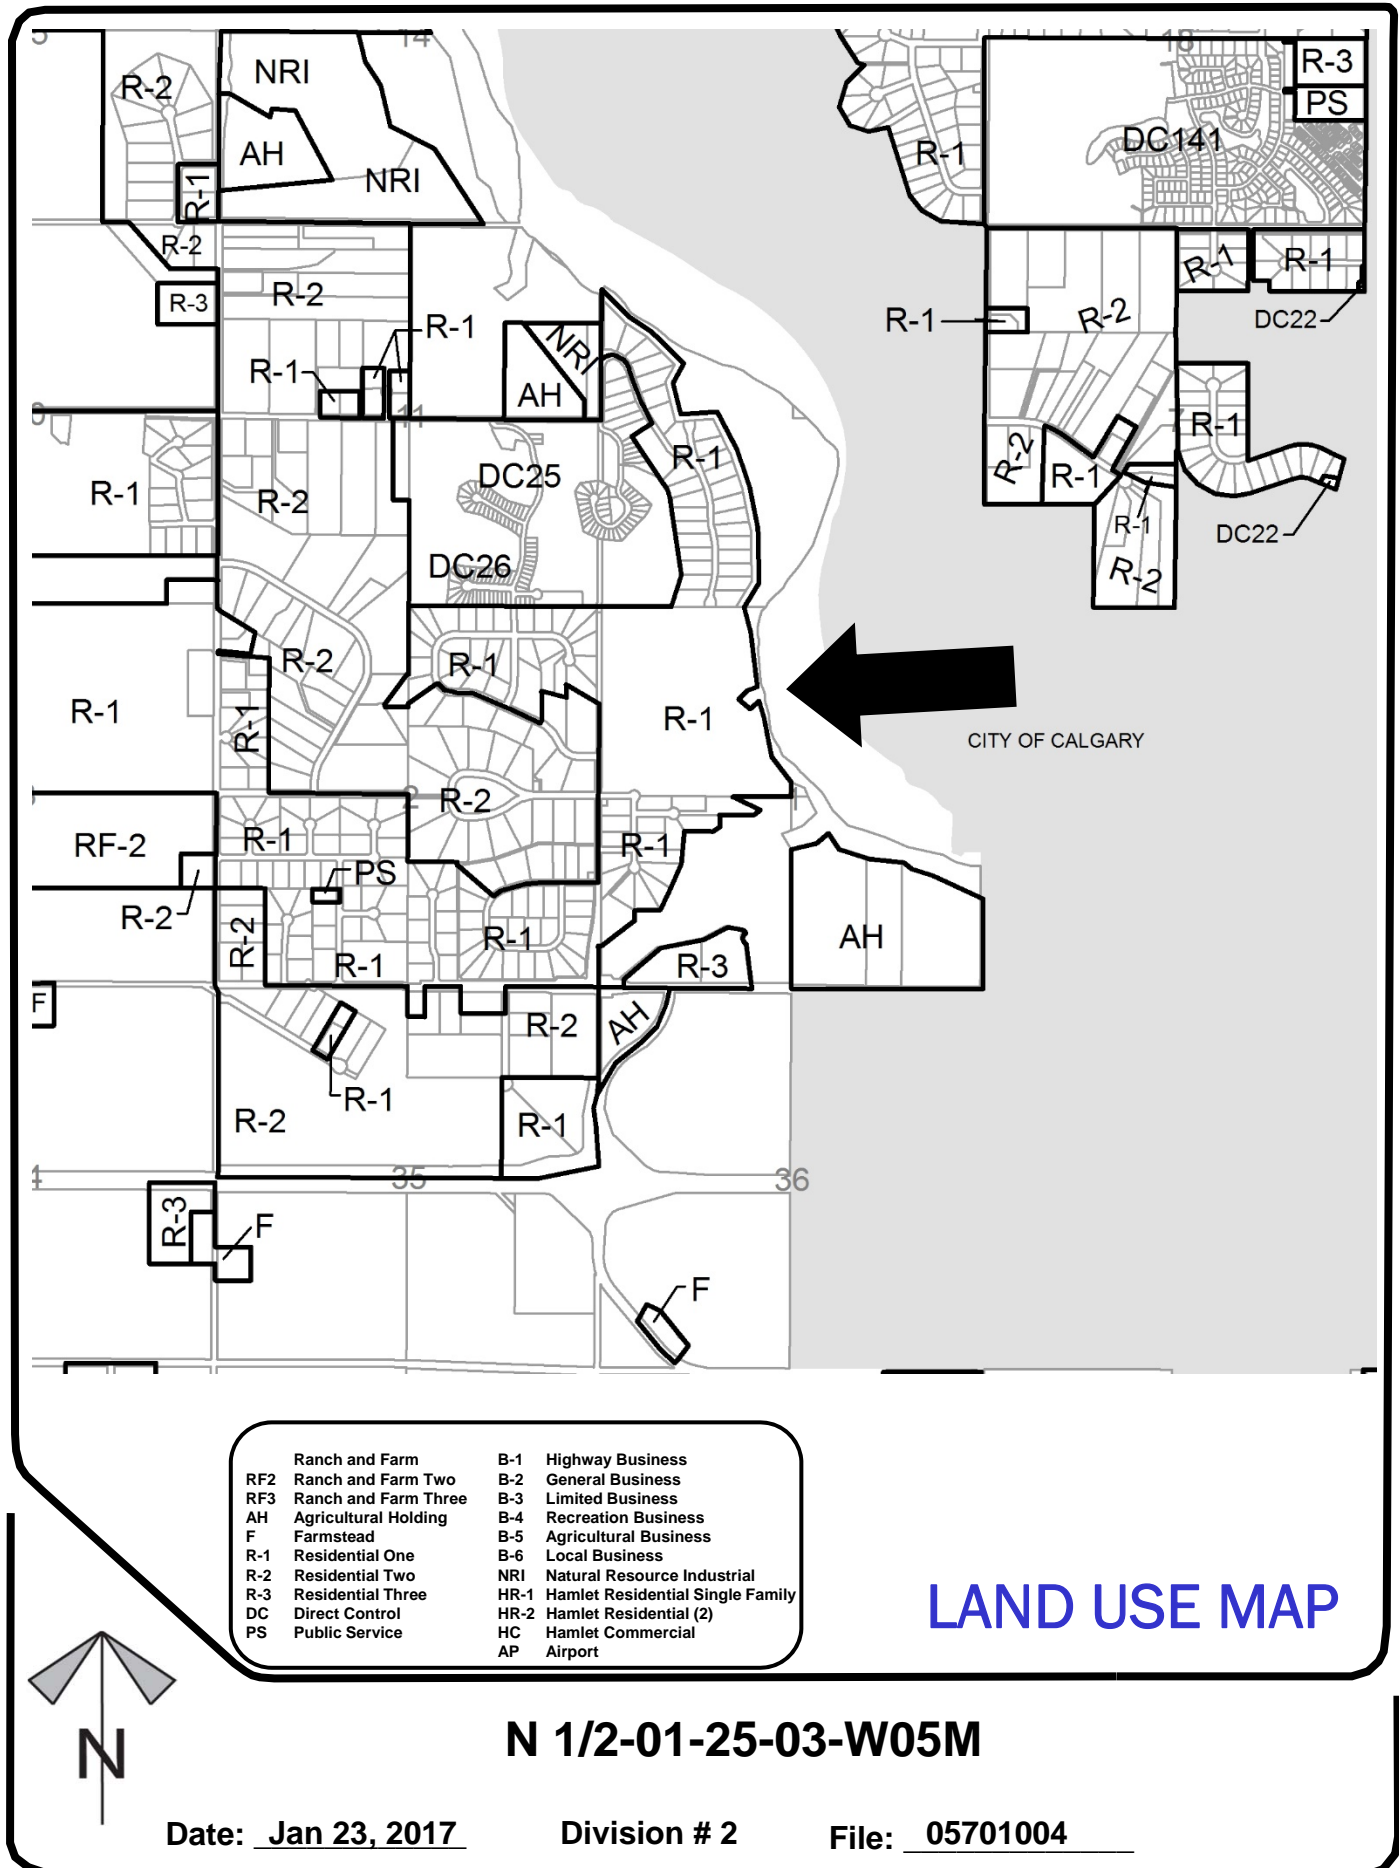 14
18
R-2
NRI
R-3
PS
AH
NRI
DC141
R-1
R-1
R-2
R-2
R-1
R-1
R-3
R-2
DC22
R-1
R-1
NRI
R-1
AH
11
7
R-1
R-2
R-1
R-1
R-2
DC25
R-1
DC22
R-1
DC26
R-2
R-2
R-1
R-1
R-1
R-1
CITY OF CALGARY
2
R-2
1
RF-2
R-1
R-1
PS
R-2
R-2
R-1
R-1
R-3
AH
F
R-2
AH
R-1
R-2
R-1
35
36
R-3
F
F
Ranch and Farm
RF2 Ranch and Farm Two
RF3 Ranch and Farm Three
AH Agricultural Holding
F Farmstead
R-1 Residential One
R-2 Residential Two
R-3 Residential Three
DC Direct Control
PS Public Service
B-1 Highway Business
B-2 General Business
B-3 Limited Business
B-4 Recreation Business
B-5 Agricultural Business
B-6 Local Business
NRI Natural Resource Industrial
HR-1 Hamlet Residential Single Family
HR-2 Hamlet Residential (2)
HC Hamlet Commercial
AP Airport
LAND USE MAP
N
N 1/2-01-25-03-W05M
Date: Jan 23, 2017 Division # 2 File: 05701004